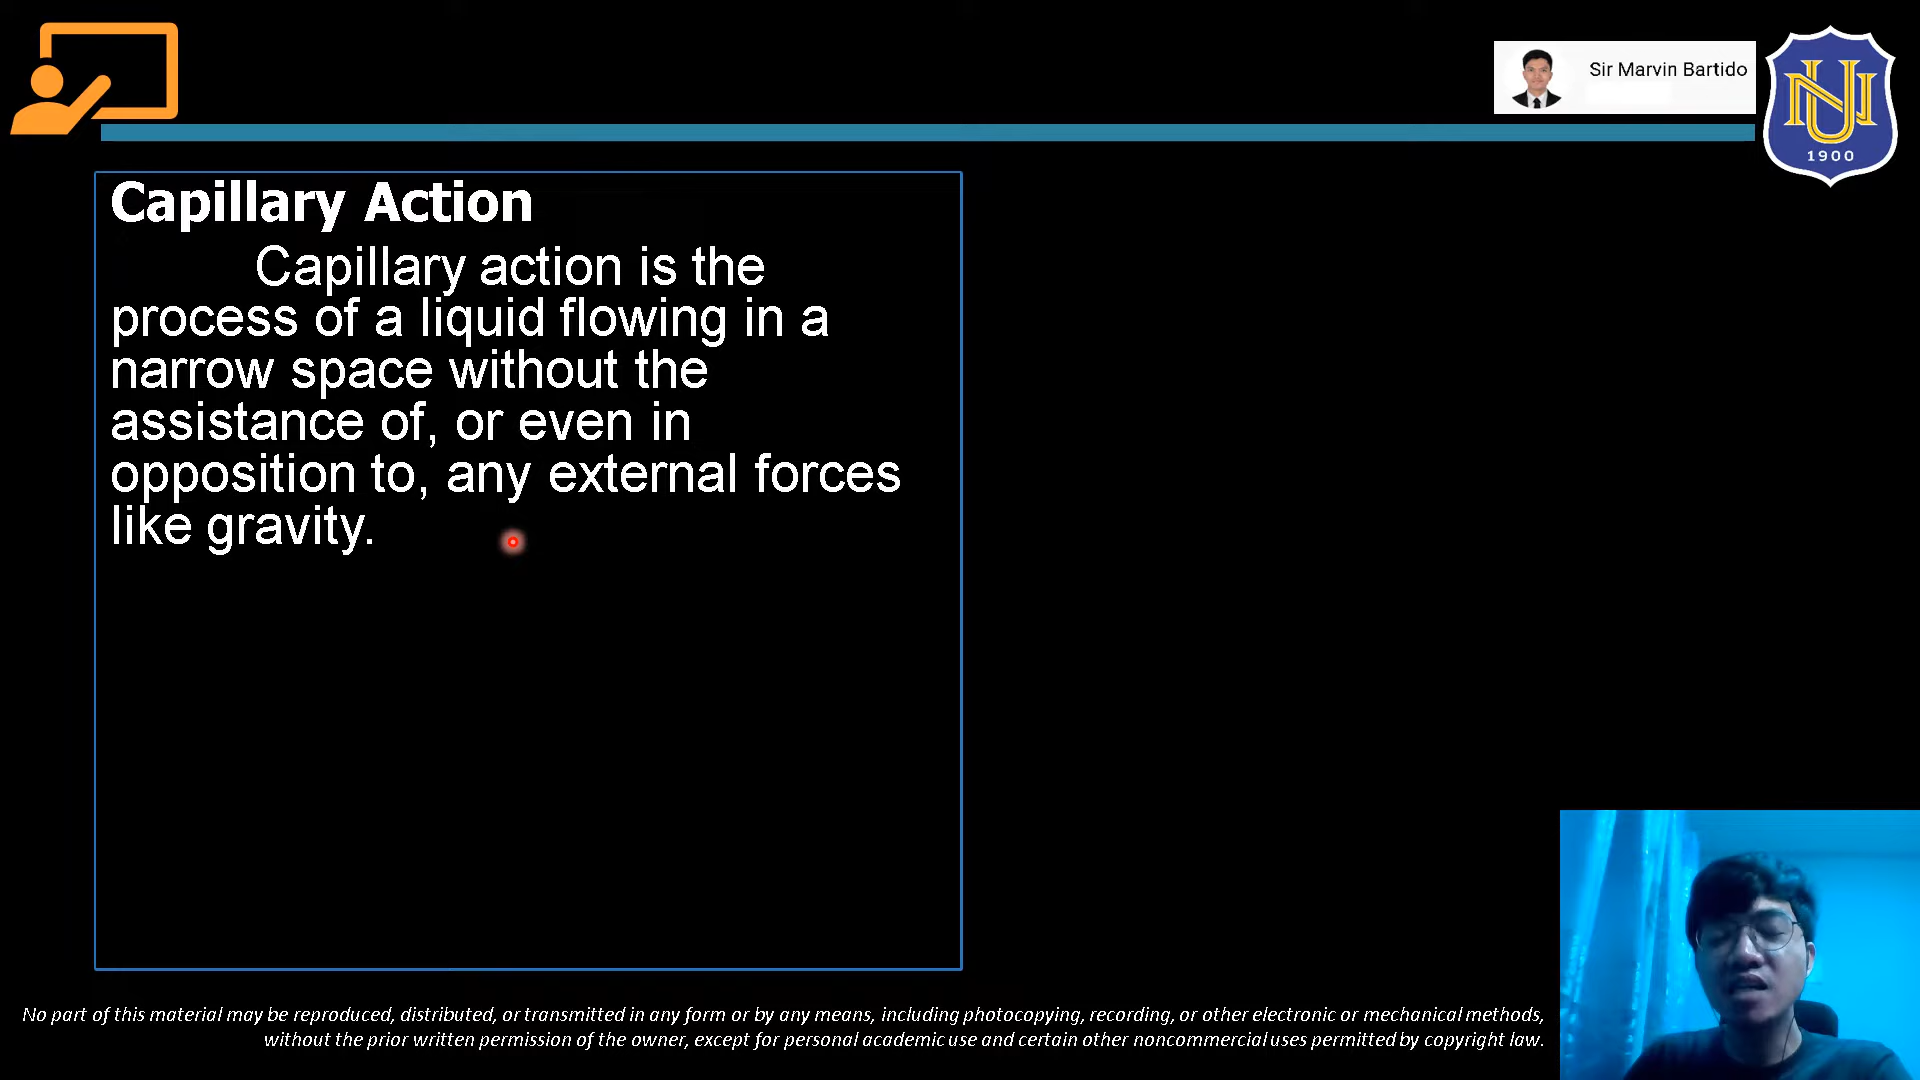 Sir Marvin Bartido
NU
1900
Capillary Action
Capillary action is the
process of a liquid flowing in a
narrow space without the
assistance of, or even in
opposition to, any external forces
like gravity.
No part of this material may be reproduced, distributed, or transmitted in any form or by any means, including photocopying, recording, or other electronic or mechanical methods,
without the prior written permission of the owner, except for personal academic use and certain other noncommercial uses permitted by copyright law.